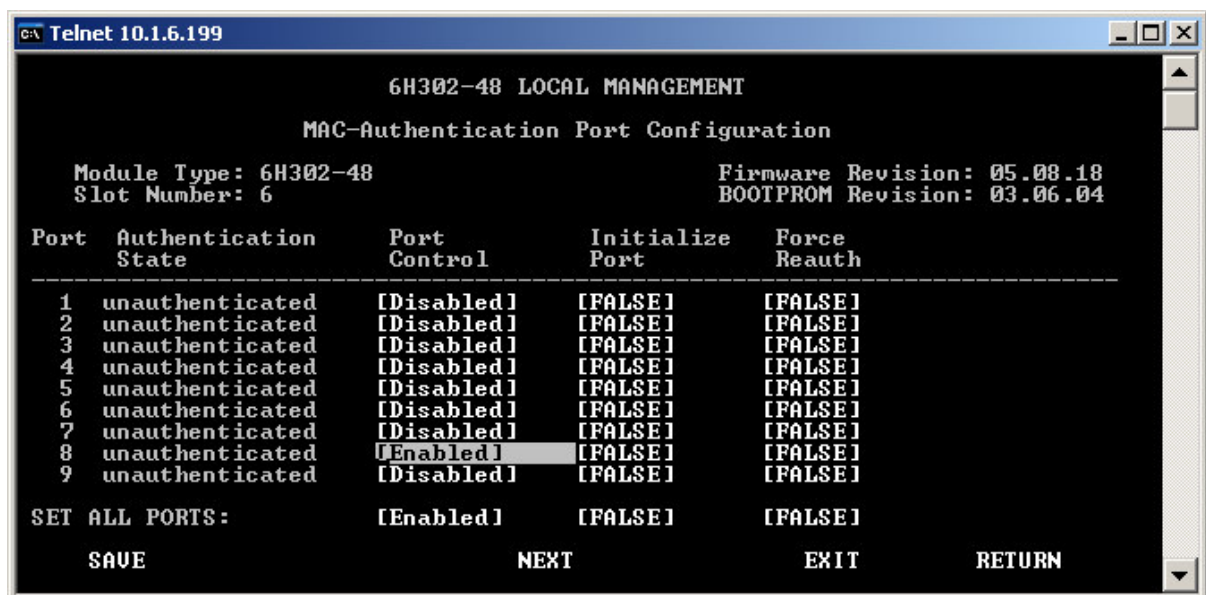 Telnet 10.1.6.199
6H302-48 LOCAL MANAGEMENT
MAC-Authentication Port Configuration
Module Type: 6H302-48 Firmware Revision: 05.08.18
Slot Number: 6 BOOTPROM Revision: 03.06.04
Port Authentication Port Initialize Force
State Control Port Reauth
1 unauthenticated [Disabled] [FALSE] [FALSE]
2 unauthenticated [Disabled] [FALSE] [FALSE]
3 unauthenticated [Disabled] [FALSE] [FALSE]
4 unauthenticated [Disabled] [FALSE] [FALSE]
5 unauthenticated [Disabled] [FALSE] [FALSE]
6 unauthenticated [Disabled] [FALSE] [FALSE]
7 unauthenticated [Disabled] [FALSE] [FALSE]
8 unauthenticated [Enabled] [FALSE] [FALSE]
9 unauthenticated [Disabled] [FALSE] [FALSE]
SET ALL PORTS: [Enabled] [FALSE] [FALSE]
SAVE NEXT EXIT RETURN